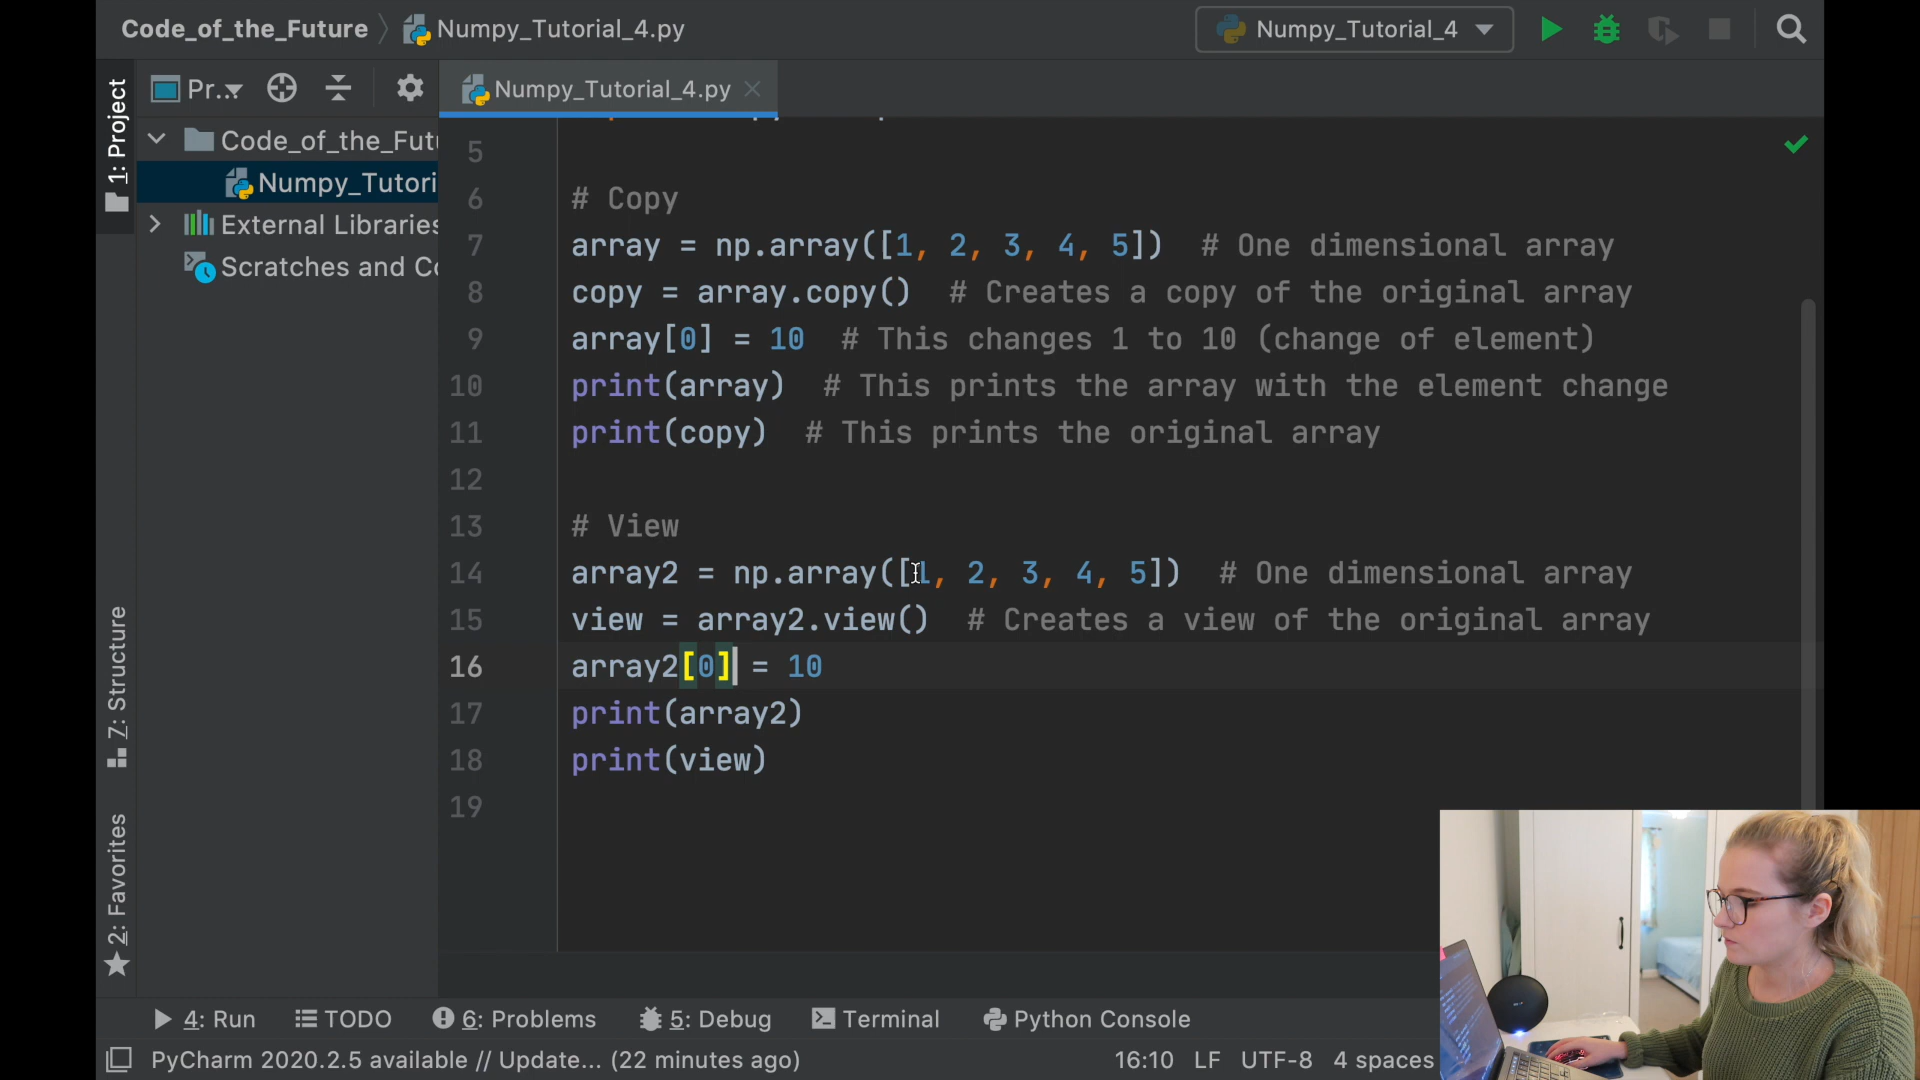 Code_of_the_Future
Numpy_Tutorial_4.py
Numpy_Tutorial_4
1: Project
Pr...
Numpy_Tutorial_4.py
Code_of_the_Futu
Numpy_Tutori
External Libraries
Scratches and Co
5
6 # Copy
7 array = np.array([1, 2, 3, 4, 5])  # One dimensional array
8 copy = array.copy()  # Creates a copy of the original array
9 array[0] = 10  # This changes 1 to 10 (change of element)
10 print(array)  # This prints the array with the element change
11 print(copy)  # This prints the original array
12
13 # View
14 array2 = np.array([1, 2, 3, 4, 5])  # One dimensional array
15 view = array2.view()  # Creates a view of the original array
16 array2[0] = 10
17 print(array2)
18 print(view)
19
Z: Structure
2: Favorites
4: Run
TODO
6: Problems
5: Debug
Terminal
Python Console
PyCharm 2020.2.5 available // Update... (22 minutes ago)
16:10 LF UTF-8 4 spaces